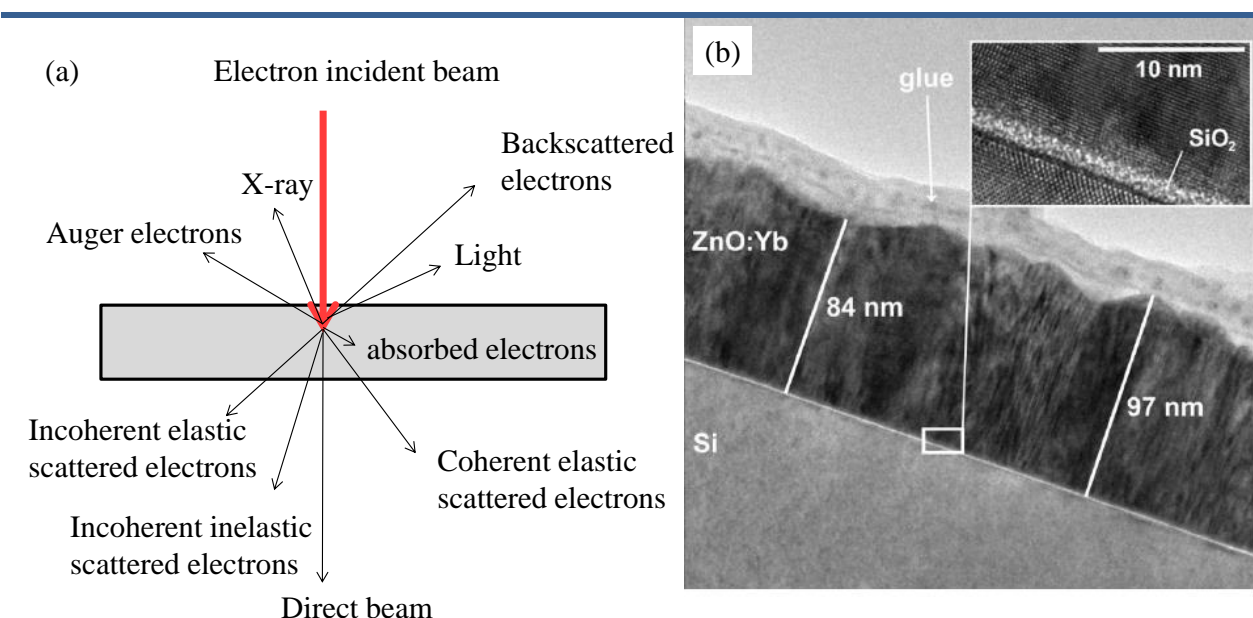 (a)
Electron incident beam
Backscattered
electrons
X-ray
Auger electrons
Light
absorbed electrons
Incoherent elastic
scattered electrons
Coherent elastic
scattered electrons
Incoherent inelastic
scattered electrons
Direct beam
(b)
glue
10 nm
SiO₂
ZnO:Yb
84 nm
97 nm
Si